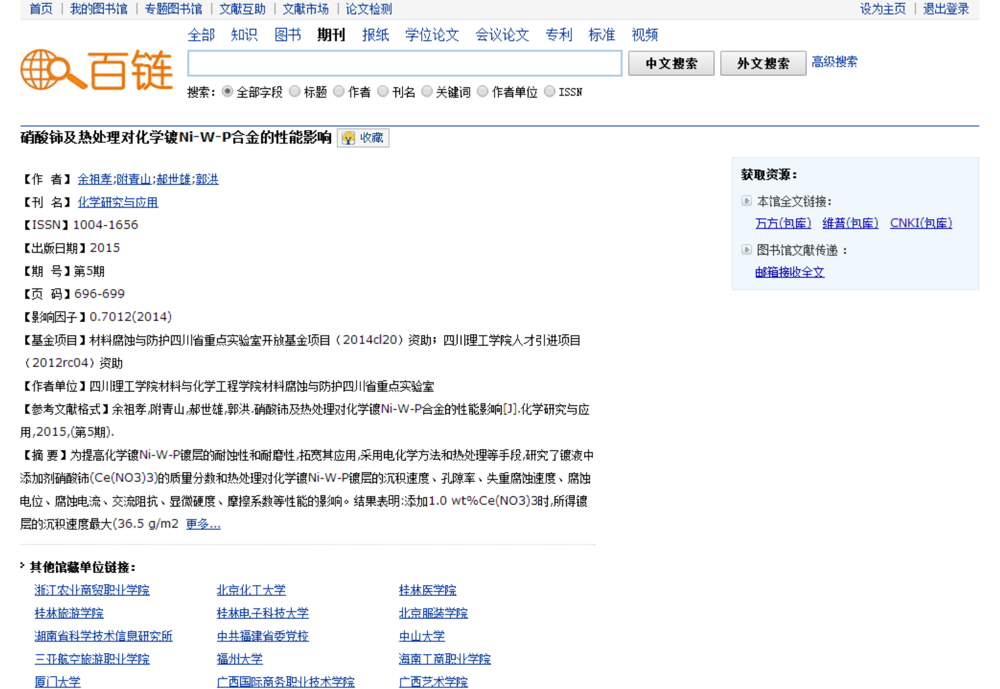 首页 | 我的图书馆 | 专题图书馆 | 文献互助 | 文献市场 | 论文检测 设为主页 | 退出登录
全部 知识 图书 期刊 报纸 学位论文 会议论文 专利 标准 视频
百链
中文搜索 外文搜索 高级搜索
搜索: 全部字段 标题 作者 刊名 关键词 作者单位 ISSN
硝酸铈及热处理对化学镀Ni-W-P合金的性能影响 收藏
【作 者】余祖孝;附青山;郝世雄;郭洪
【刊 名】化学研究与应用
【ISSN】1004-1656
【出版日期】2015
【期 号】第5期
【页 码】696-699
【影响因子】0.7012(2014)
【基金项目】材料腐蚀与防护四川省重点实验室开放基金项目（2014cl20）资助；四川理工学院人才引进项目
（2012rc04）资助
【作者单位】四川理工学院材料与化学工程学院材料腐蚀与防护四川省重点实验室
【参考文献格式】余祖孝,附青山,郝世雄,郭洪.硝酸铈及热处理对化学镀Ni-W-P合金的性能影响[J].化学研究与应
用,2015,(第5期).
【摘 要】为提高化学镀Ni-W-P镀层的耐蚀性和耐磨性,拓宽其应用,采用电化学方法和热处理等手段,研究了镀液中
添加剂硝酸铈(Ce(NO3)3)的质量分数和热处理对化学镀Ni-W-P镀层的沉积速度、孔隙率、失重腐蚀速度、腐蚀
电位、腐蚀电流、交流阻抗、显微硬度、摩擦系数等性能的影响。结果表明:添加1.0 wt%Ce(NO3)3时,所得镀
层的沉积速度最大(36.5 g/m2 更多...
获取资源：
本馆全文链接：
万方(包库) 维普(包库) CNKI(包库)
图书馆文献传递：
邮箱接收全文
其他馆藏单位链接：
浙江农业商贸职业学院 北京化工大学 桂林医学院
桂林旅游学院 桂林电子科技大学 北京服装学院
湖南省科学技术信息研究所 中共福建省委党校 中山大学
三亚航空旅游职业学院 福州大学 海南工商职业学院
厦门大学 广西国际商务职业技术学院 广西艺术学院